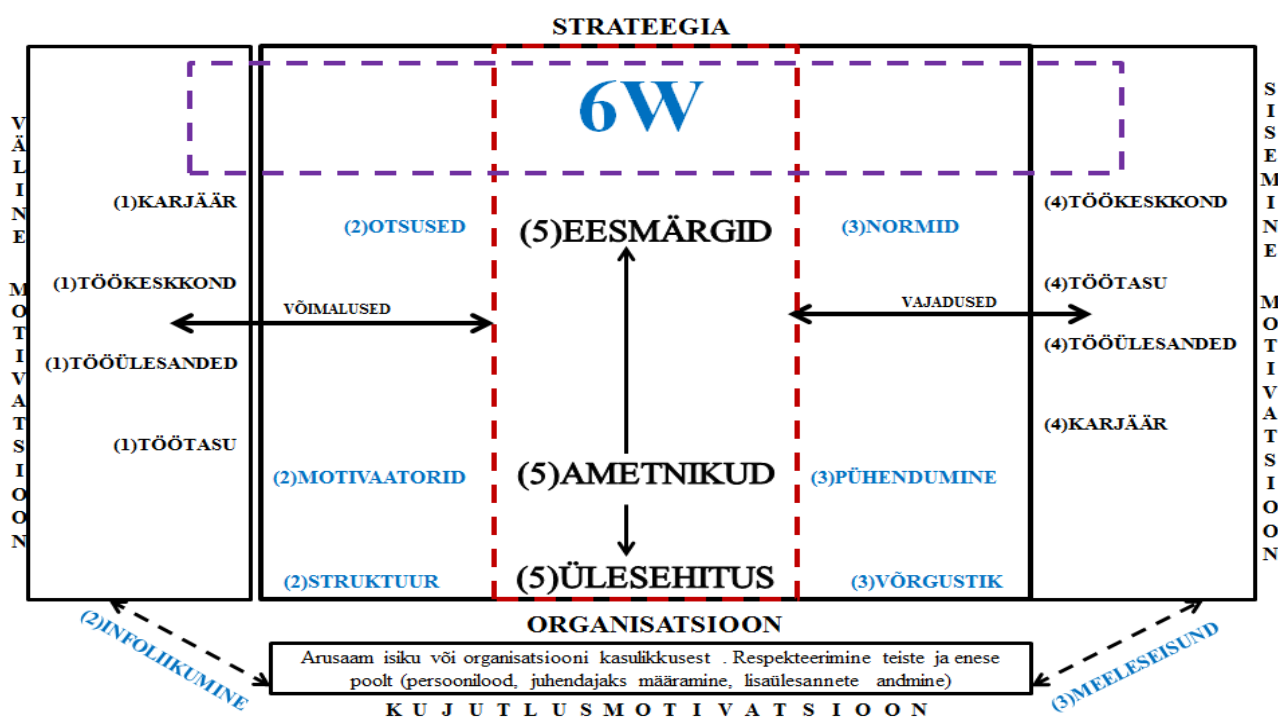 STRATEEGIA
6W
VÄLINE MOTIVATSIOON
(1)KARJÄÄR
(1)TÖÖKESKKOND
(1)TÖÖÜLESANDED
(1)TÖÖTASU
(2)OTSUSED
VÕIMALUSED
(2)MOTIVAATORID
(2)STRUKTUUR
(5)EESMÄRGID
(5)AMETNIKUD
(5)ÜLESEHITUS
(3)NORMID
VAJADUSED
(3)PÜHENDUMINE
(3)VÕRGUSTIK
(4)TÖÖKESKKOND
(4)TÖÖTASU
(4)TÖÖÜLESANDED
(4)KARJÄÄR
SISEMINE MOTIVATSIOON
ORGANISATSIOON
(2)INFOLIIKUMINE
Arusaam isiku või organisatsiooni kasulikkusest . Respekteerimine teiste ja enese
poolt (persoonilood, juhendajaks määramine, lisaülesannete andmine)
(3)MEELESEISUND
KUJUTLUSMOTIVATSIOON